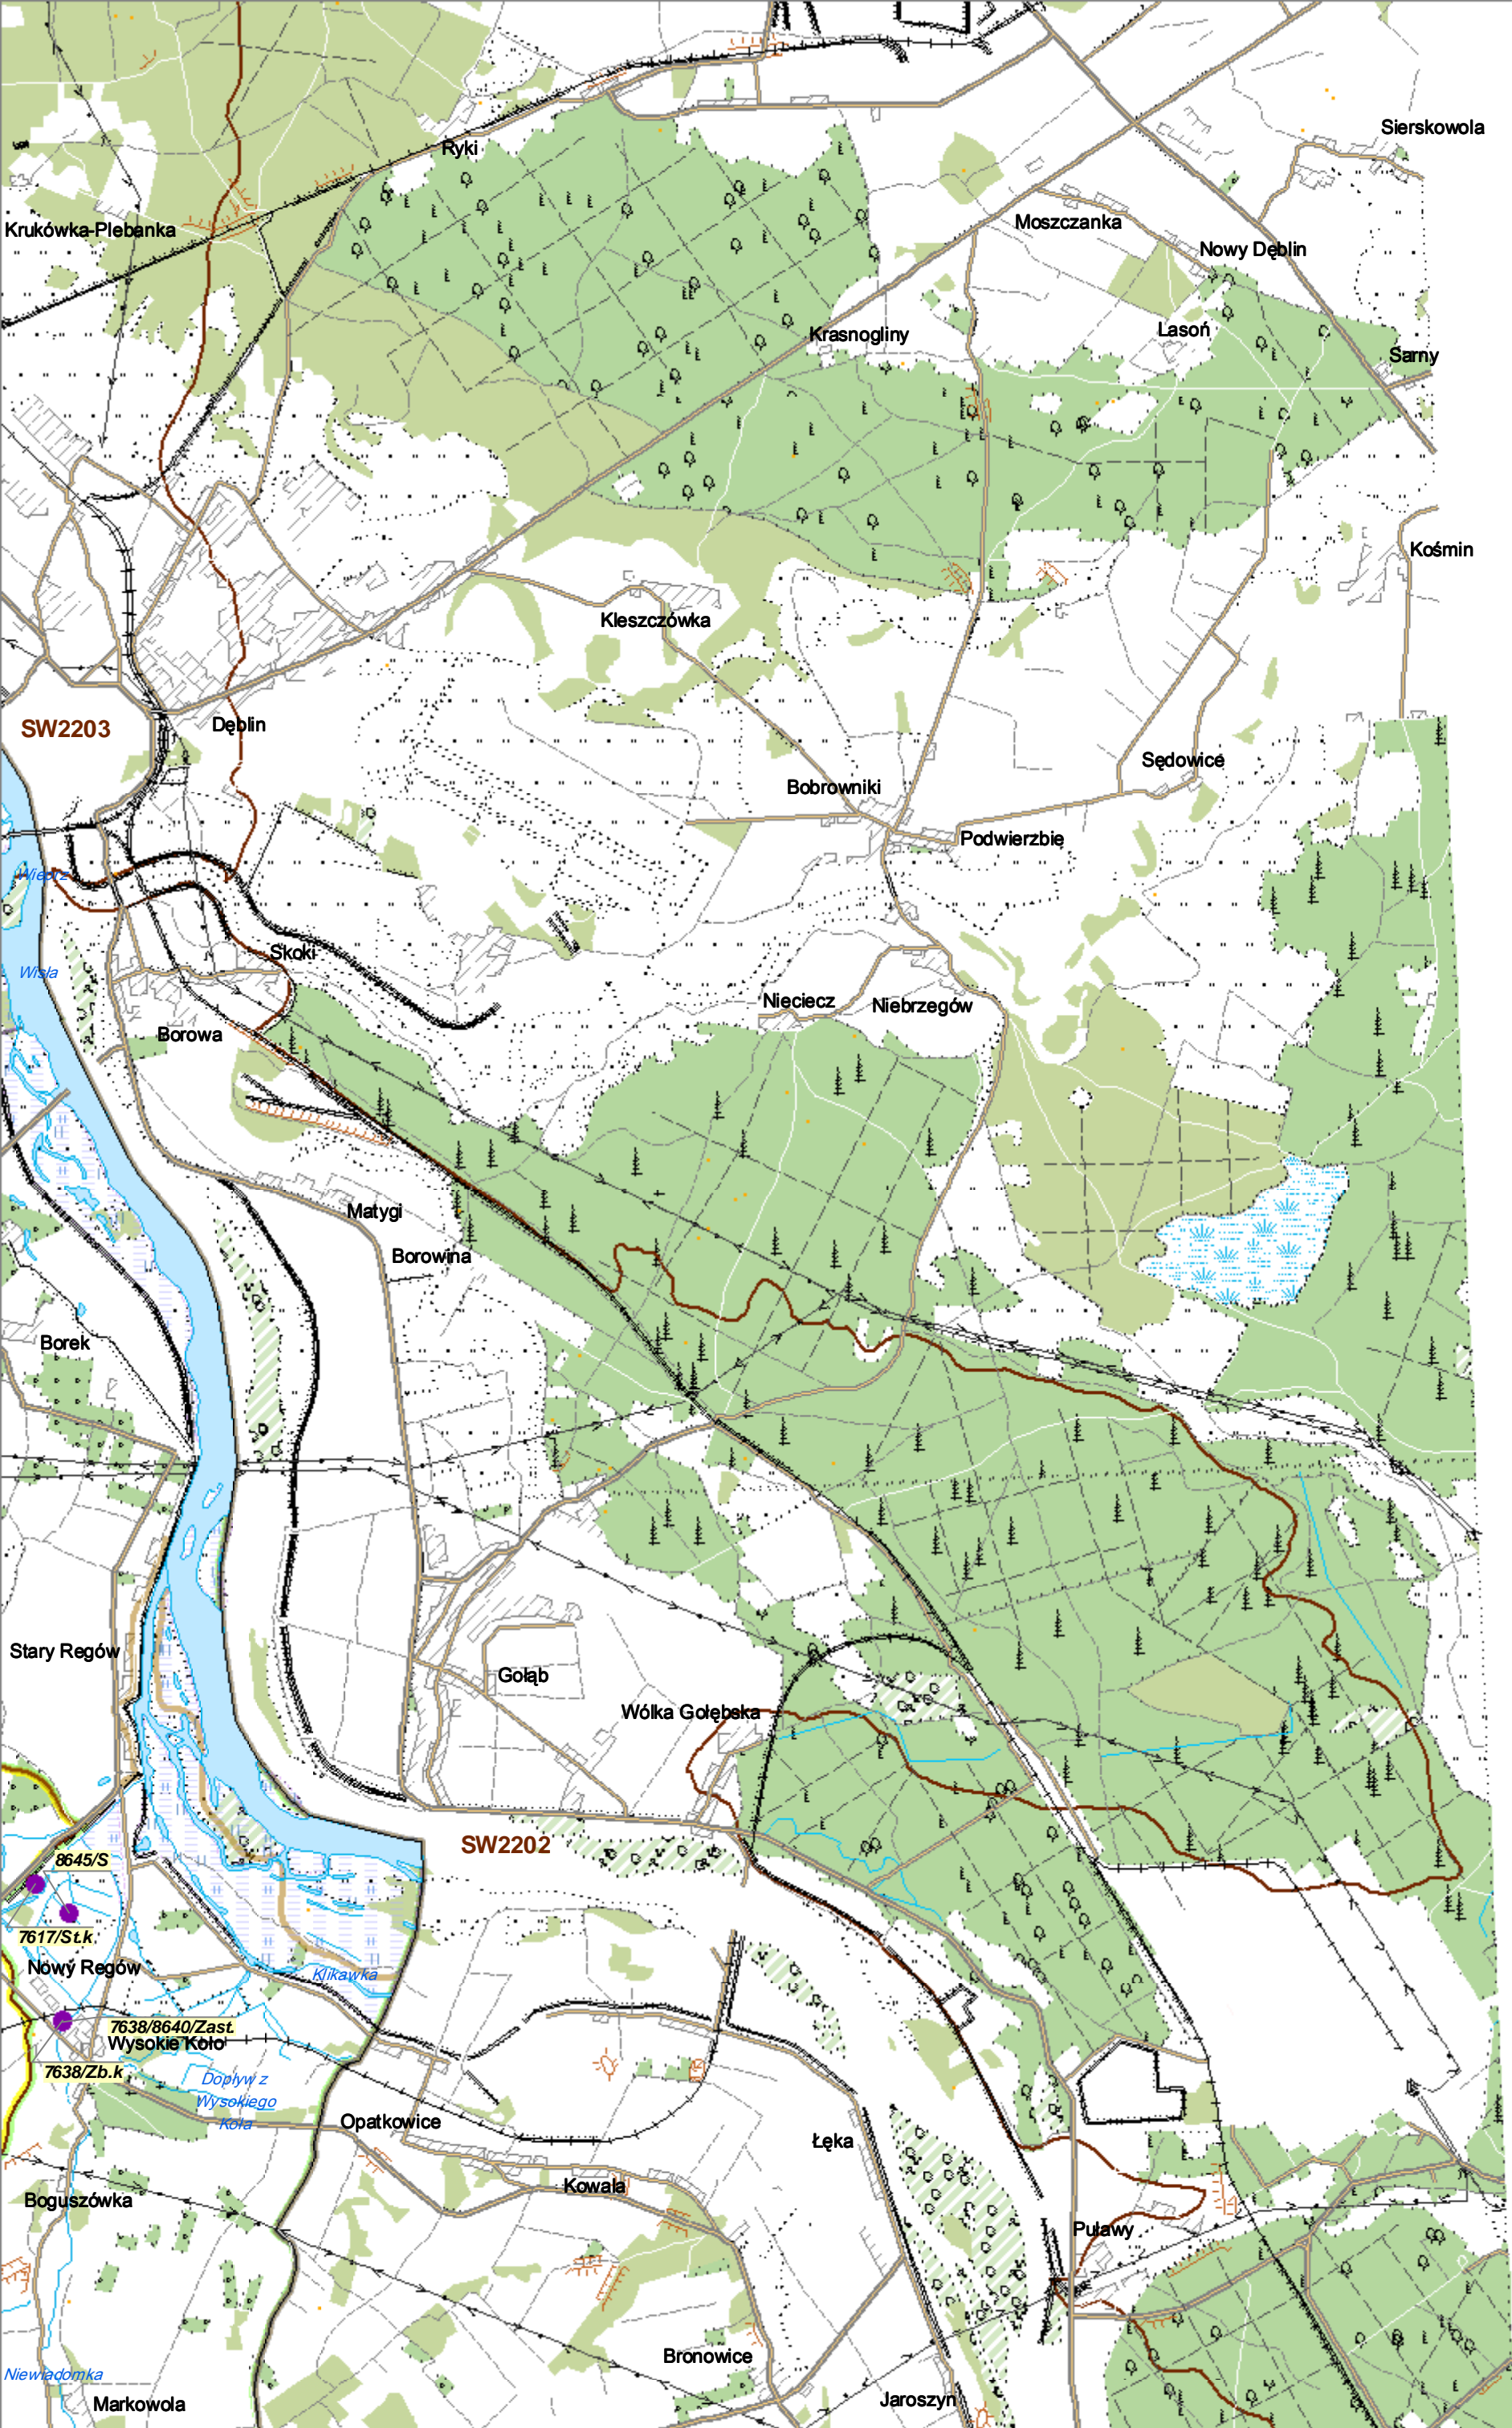 Sierskowola
Ryki
Moszczanka
Krukówka-Plebanka
Nowy Dęblin
Lasoń
Krasnogliny
Sarny
Kośmin
Kleszczówka
SW2203
Dęblin
Sędowice
Bobrowniki
Podwierzbie
Wieprz
Skoki
Wisła
Nieciecz
Niebrzegów
Borowa
Matygi
Borowina
Borek
Stary Regów
Gołąb
Wólka Gołębska
SW2202
8645/S
7617/St.k.
Nowy Regów
Klikawka
7638/8640/Zast.
Wysokie Koło
7638/Zb.k
Dopływ z
Wysokiego
Koła
Opatkowice
Łęka
Kowala
Boguszówka
Puławy
Bronowice
Niewiadomka
Jaroszyn
Markowola